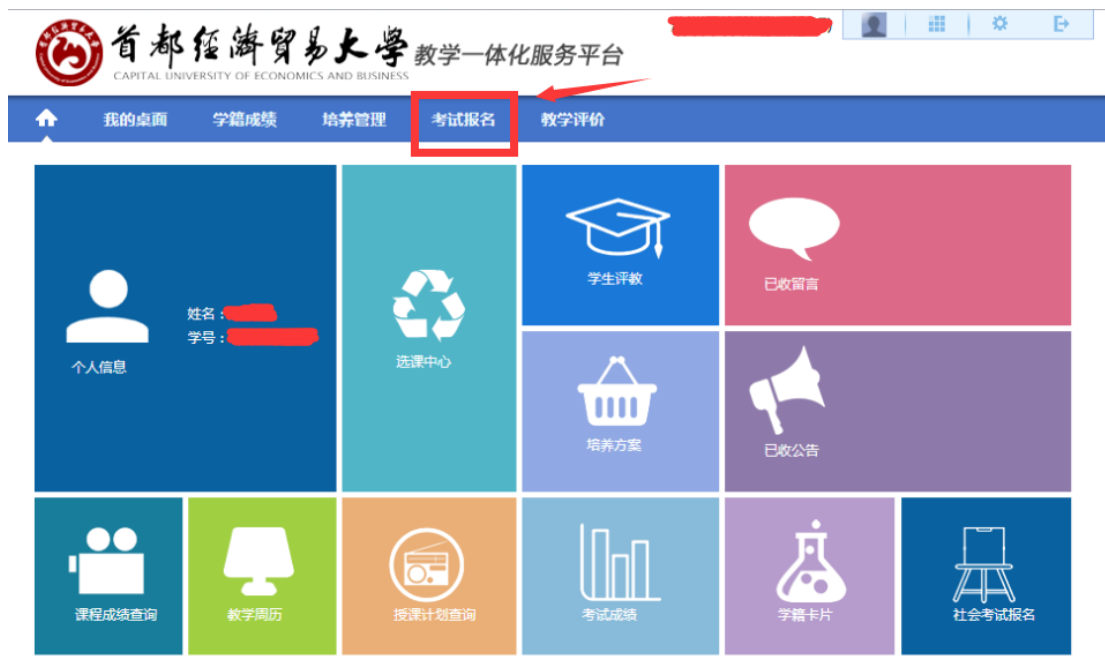 首都經濟貿易大學 教学一体化服务平台
CAPITAL UNIVERSITY OF ECONOMICS AND BUSINESS
我的桌面 学籍成绩 培养管理 考试报名 教学评价
学生评教
已收留言
姓名：
学号：
个人信息
选课中心
培养方案
已收公告
课程成绩查询
教学周历
授课计划查询
考试成绩
学籍卡片
社会考试报名